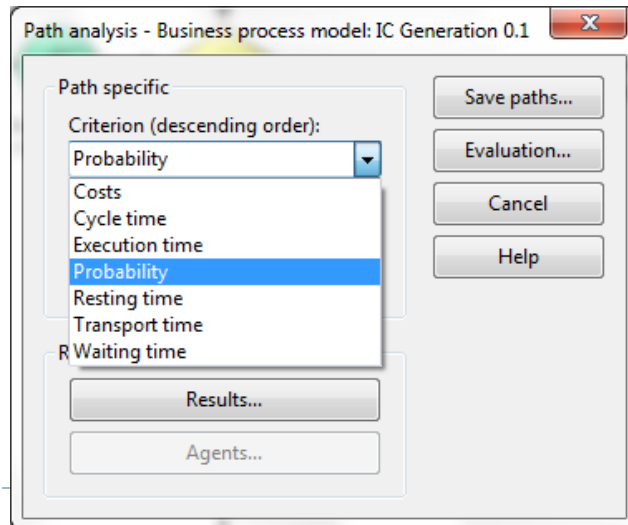 Path analysis - Business process model: IC Generation 0.1
Path specific
Criterion (descending order):
Probability
Costs
Cycle time
Execution time
Probability
Resting time
Transport time
Waiting time
Results...
Agents...
Save paths...
Evaluation...
Cancel
Help